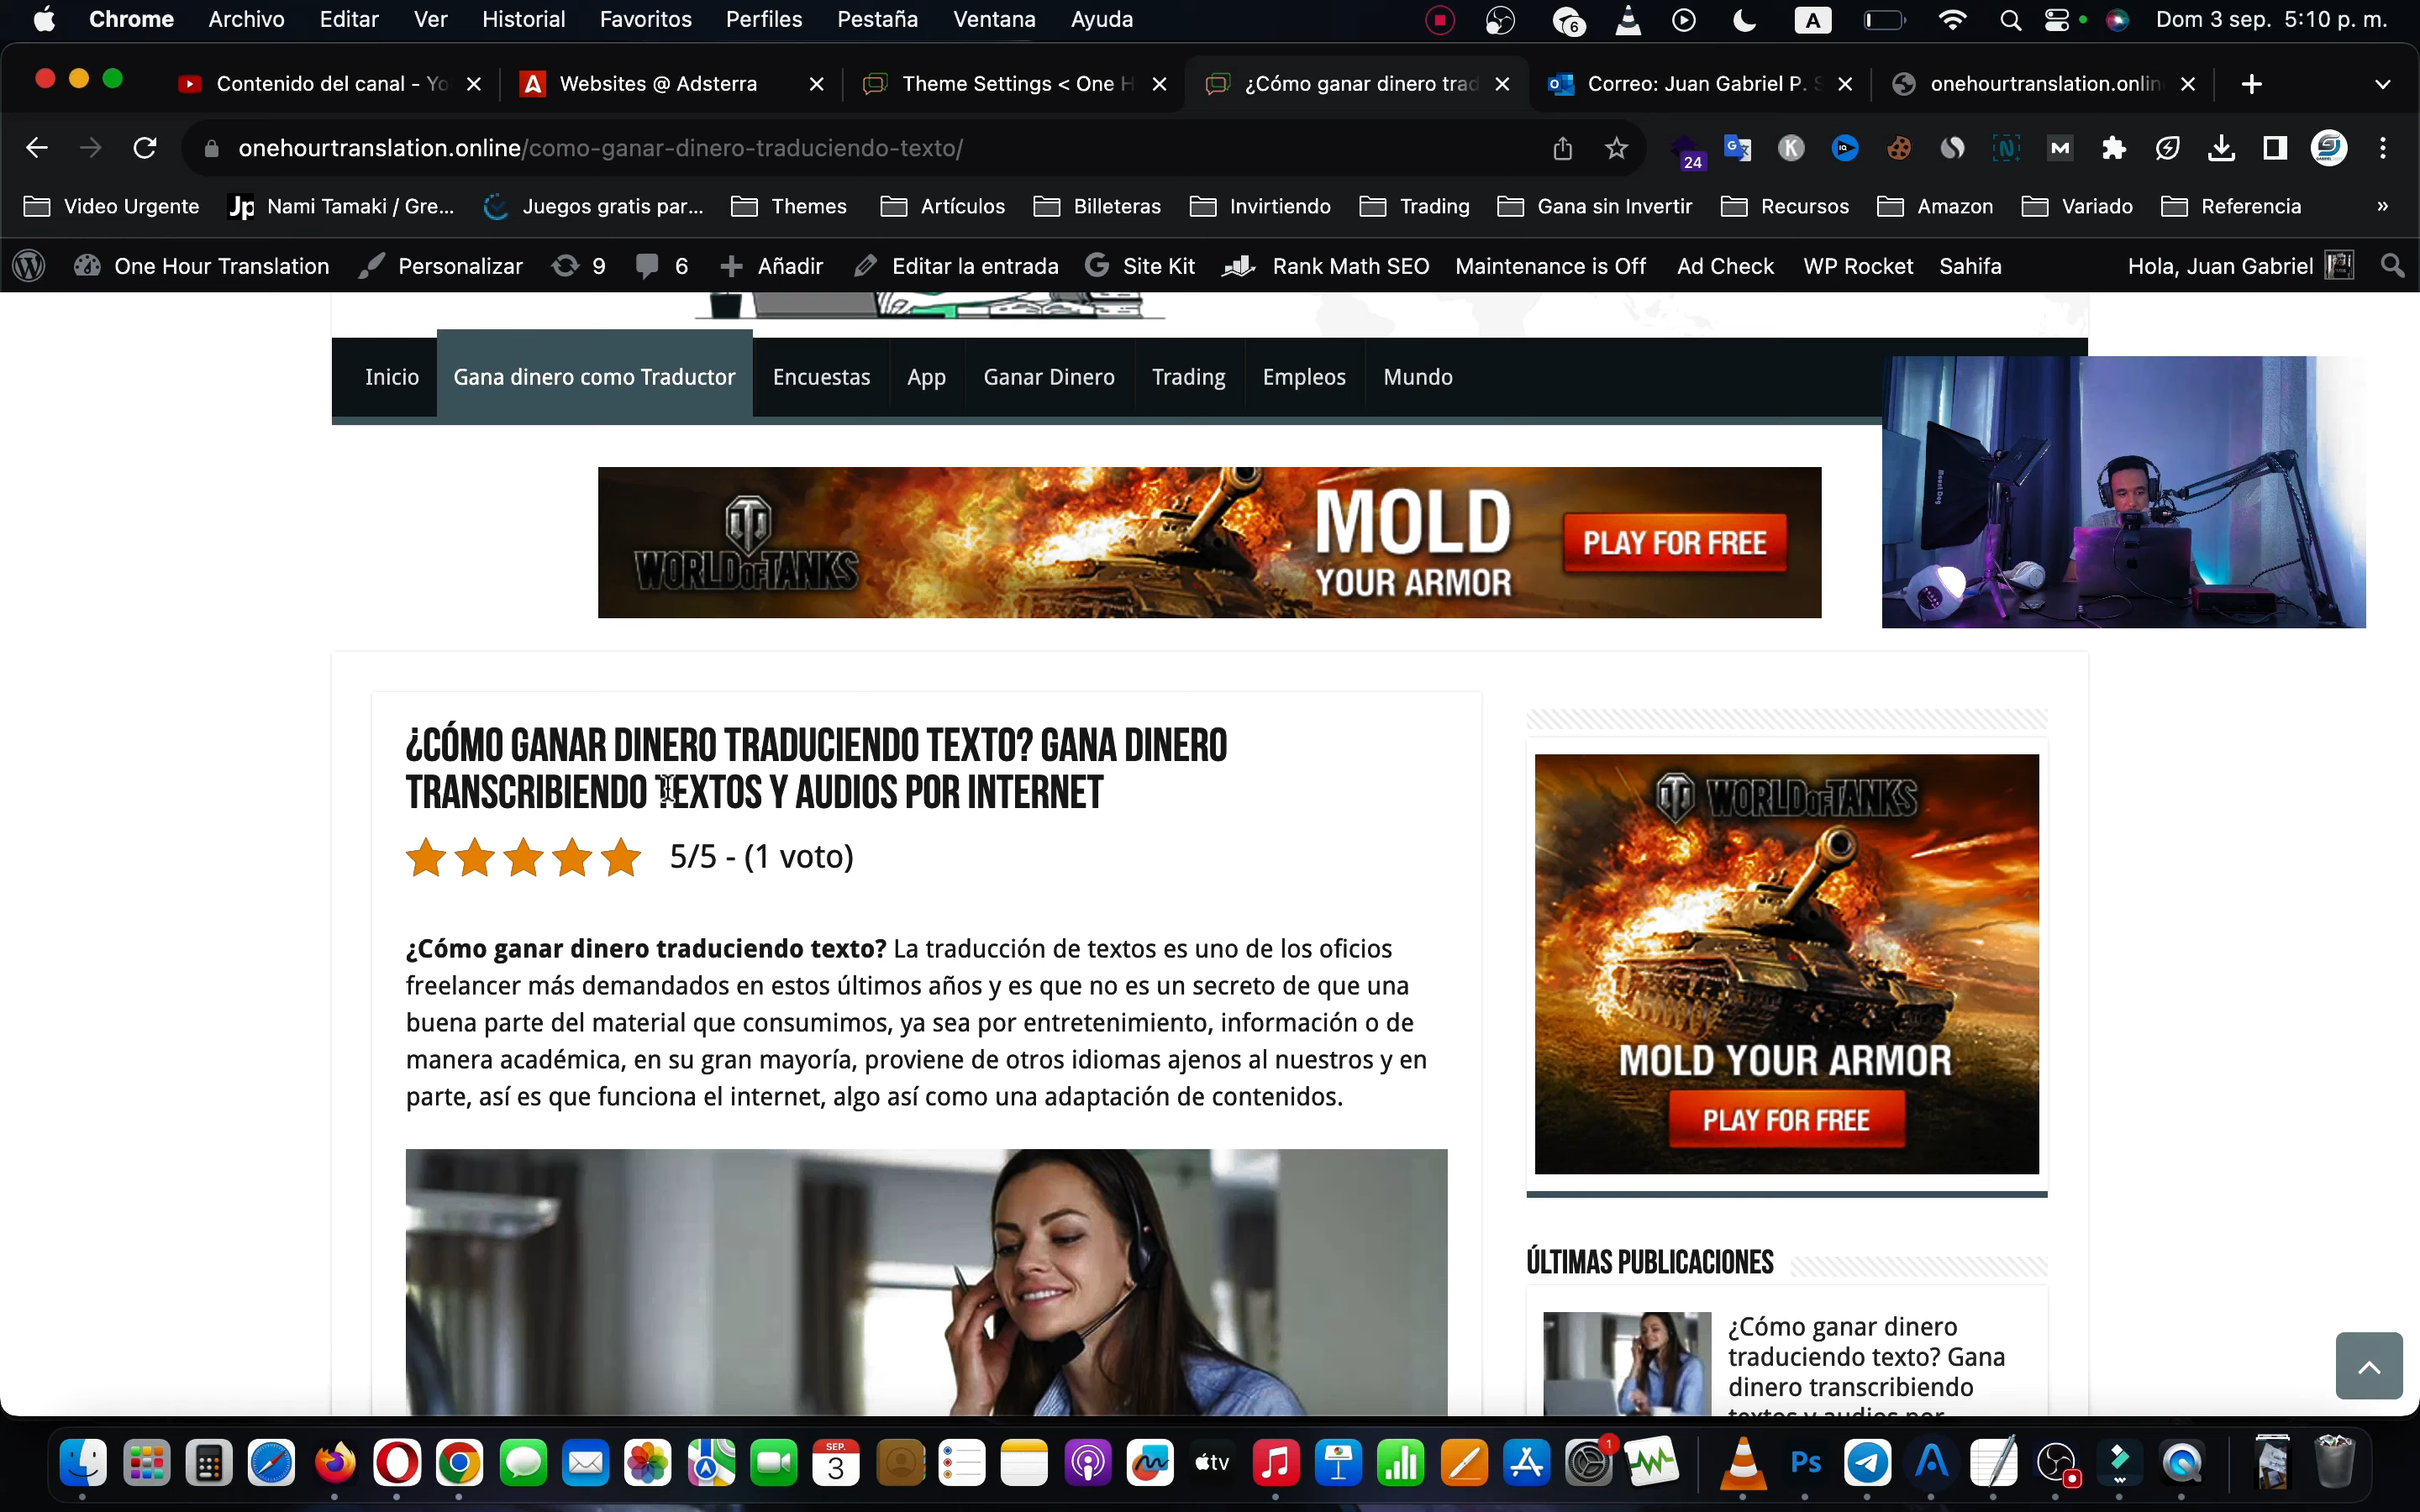 Chrome Archivo Editar Ver Historial Favoritos Perfiles Pestaña Ventana Ayuda 6 A Dom 3 sep. 5:10 p. m.
Contenido del canal - Yo Websites @ Adsterra Theme Settings < One H ¿Cómo ganar dinero trad Correo: Juan Gabriel P. S onehourtranslation.onlin
onehourtranslation.online/como-ganar-dinero-traduciendo-texto/ 24
Video Urgente Jp Nami Tamaki / Gre... Juegos gratis par... Themes Artículos Billeteras Invirtiendo Trading Gana sin Invertir Recursos Amazon Variado Referencia »
One Hour Translation Personalizar 9 6 Añadir Editar la entrada Site Kit Rank Math SEO Maintenance is Off Ad Check WP Rocket Sahifa Hola, Juan Gabriel
Inicio Gana dinero como Traductor Encuestas App Ganar Dinero Trading Empleos Mundo
WORLD OF TANKS
MOLD
YOUR ARMOR
PLAY FOR FREE
¿CÓMO GANAR DINERO TRADUCIENDO TEXTO? GANA DINERO
TRANSCRIBIENDO TEXTOS Y AUDIOS POR INTERNET
5/5 - (1 voto)
¿Cómo ganar dinero traduciendo texto? La traducción de textos es uno de los oficios
freelancer más demandados en estos últimos años y es que no es un secreto de que una
buena parte del material que consumimos, ya sea por entretenimiento, información o de
manera académica, en su gran mayoría, proviene de otros idiomas ajenos al nuestros y en
parte, así es que funciona el internet, algo así como una adaptación de contenidos.
WORLD OF TANKS
MOLD YOUR ARMOR
PLAY FOR FREE
ÚLTIMAS PUBLICACIONES
¿Cómo ganar dinero
traduciendo texto? Gana
dinero transcribiendo
textos y audios por
SEP.
3
tv
1
Ps